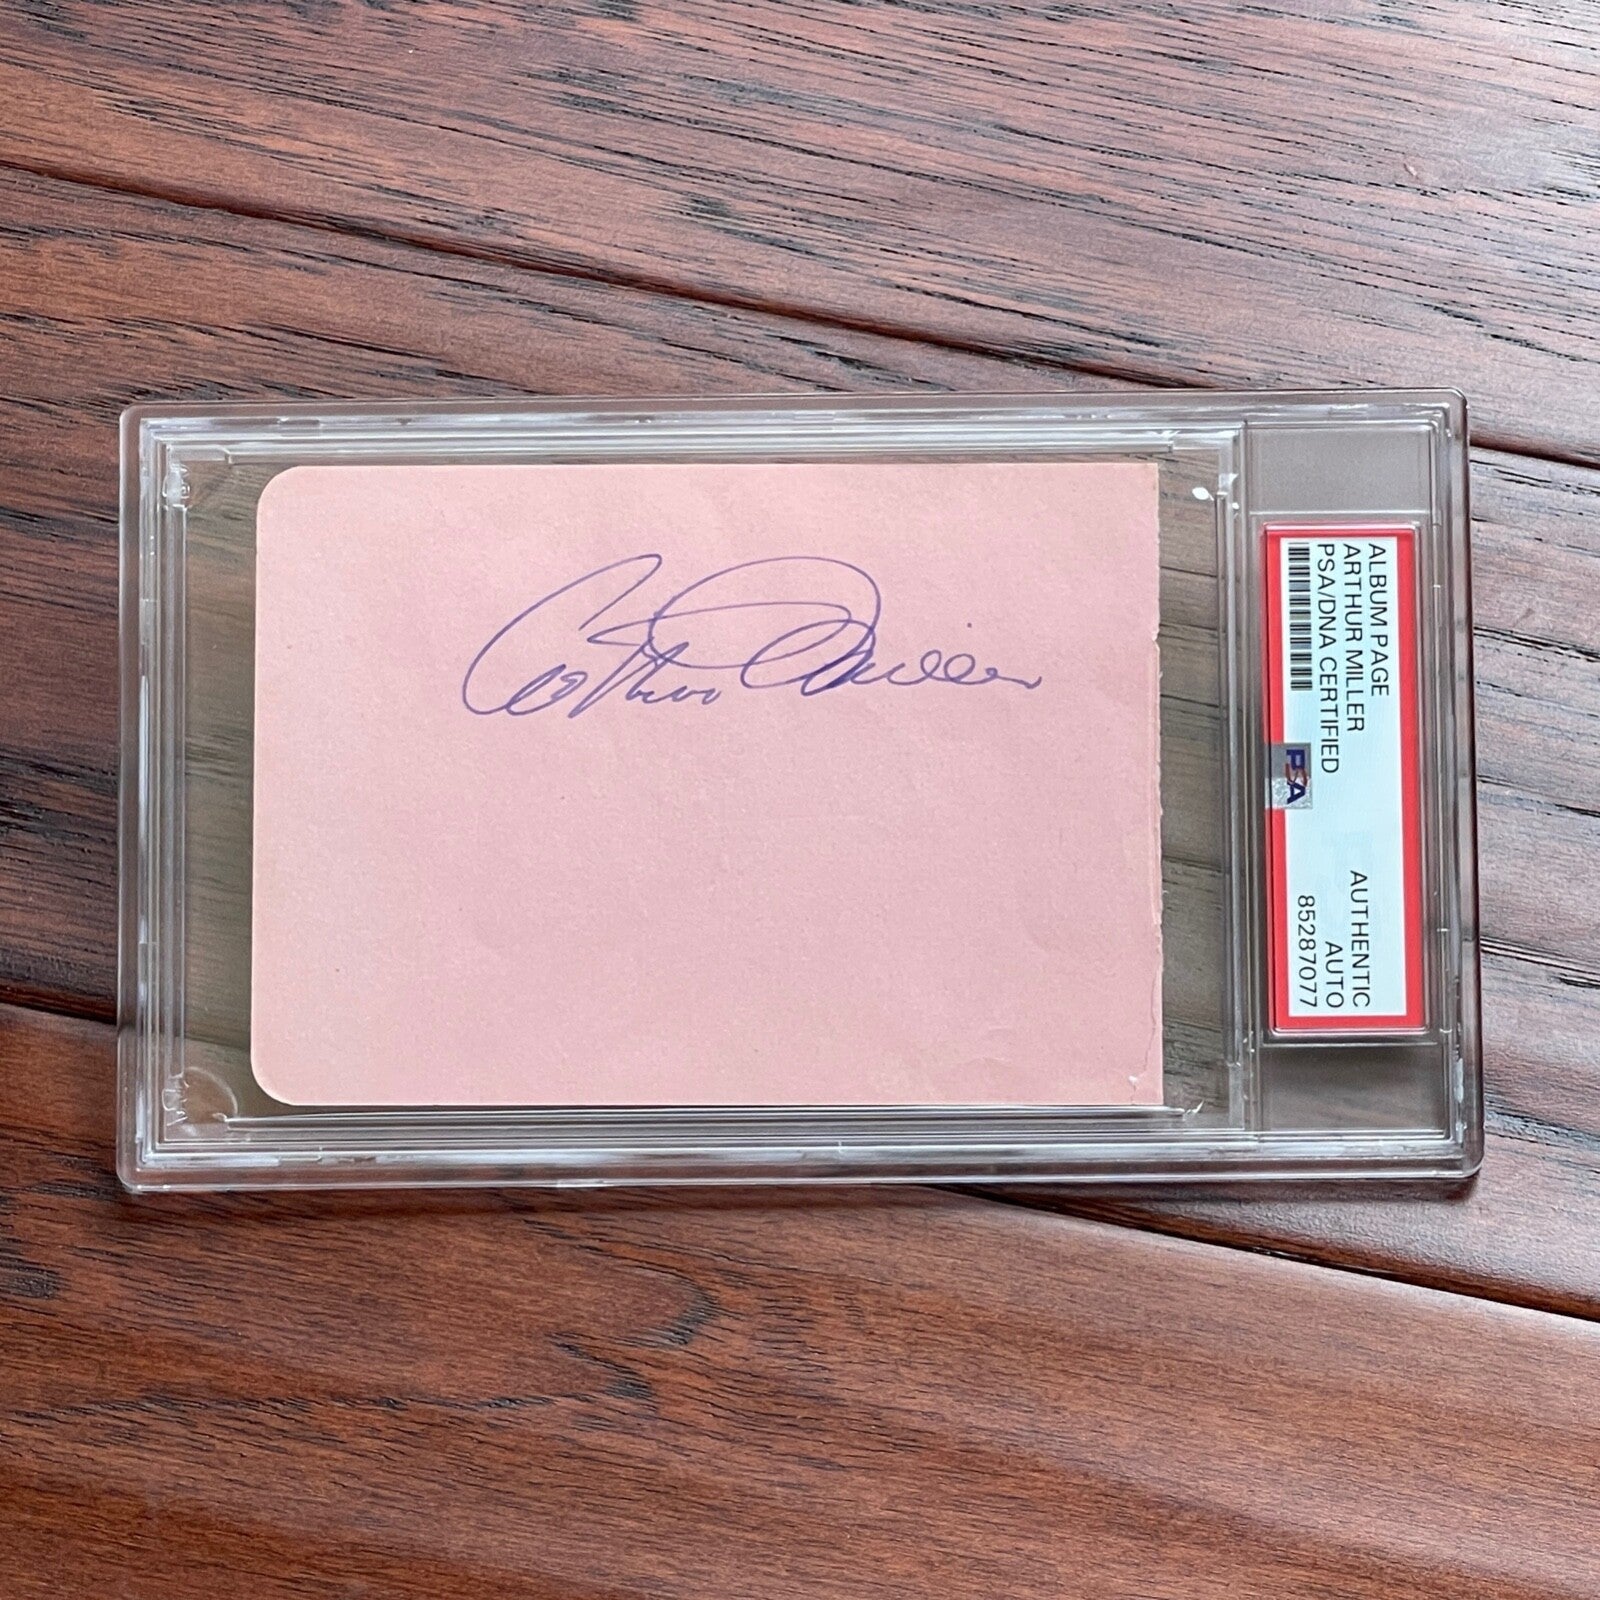 Arthur Miller
ALBUM PAGE
ARTHUR MILLER
PSA/DNA CERTIFIED
AUTHENTIC
AUTO
85287077
PSA